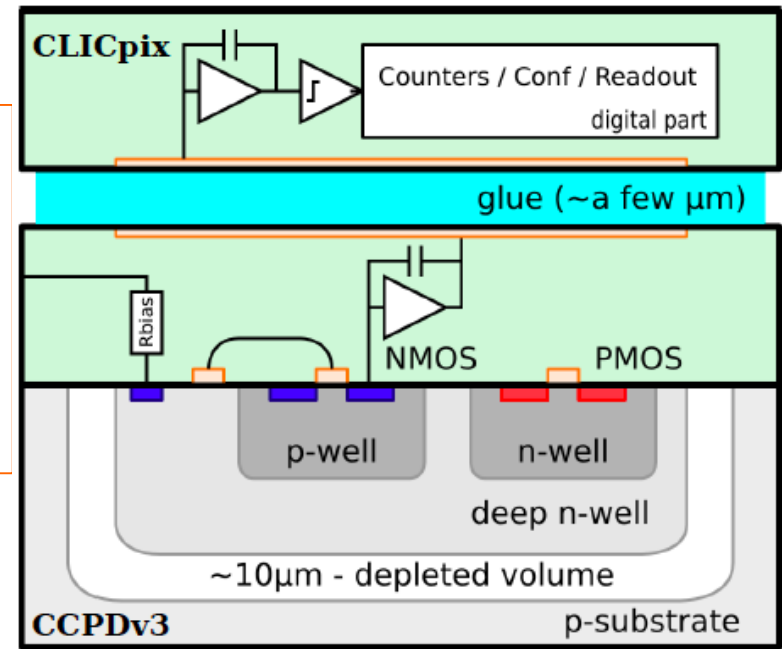 CLICpix
Counters / Conf / Readout
digital part
glue (~a few µm)
Rbias
NMOS
PMOS
p-well
n-well
deep n-well
~10µm - depleted volume
CCPDv3
p-substrate